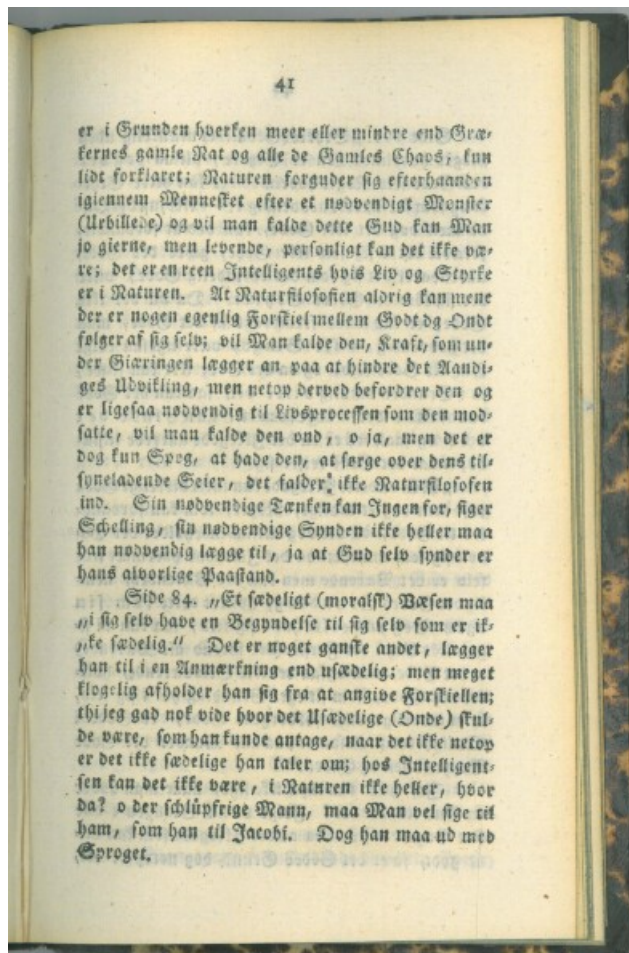 41
er i Grunden hverken meer eller mindre end Græ-
kernes gamle Nat og alle de Gamles Chaos, kun
lidt forklaret; Naturen forguder sig efterhaanden
igiennem Mennesket efter et nødvendigt Mønster
(Urbillede) og vil man kalde dette Gud kan Man
jo gierne, men levende, personligt kan det ikke væ-
re; det er en reen Intelligents hvis Liv og Styrke
er i Naturen. At Naturfilosofien aldrig kan mene
der er nogen egenlig Forskiel mellem Godt og Ondt
følger af sig selv; vil Man kalde den, Kraft, som un-
der Giæringen lægger an paa at hindre det Aandi-
ges Udvikling, men netop derved befordrer den og
er ligesaa nødvendig til Livsprocessen som den mod-
satte, vil man kalde den ond, o ja, men det er
dog kun Spøg, at hade den, at sørge over dens til-
syneladende Seier, det falder ikke Naturfilosofen
ind. Sin nødvendige Tænken kan Ingen for, siger
Schelling, sin nødvendige Synden ikke heller maa
han nødvendig lægge til, ja at Gud selv synder er
hans alvorlige Paastand.
Side 84. „Et sædeligt (moralsk) Væsen maa
„i sig selv have en Begyndelse til sig selv som er ik-
„ke sædelig.“ Det er noget ganske andet, lægger
han til i en Anmærkning end usædelig; men meget
klogelig afholder han sig fra at angive Forskiellen;
thi jeg gad nok vide hvor det Usædelige (Onde) skul-
de være, som han kunde antage, naar det ikke netop
er det ikke sædelige han taler om; hos Intelligent-
sen kan det ikke være, i Naturen ikke heller, hvor
da? o der schlüpfrige Mann, maa Man vel sige til
ham, som han til Jacobi. Dog han maa ud med
Sproget.